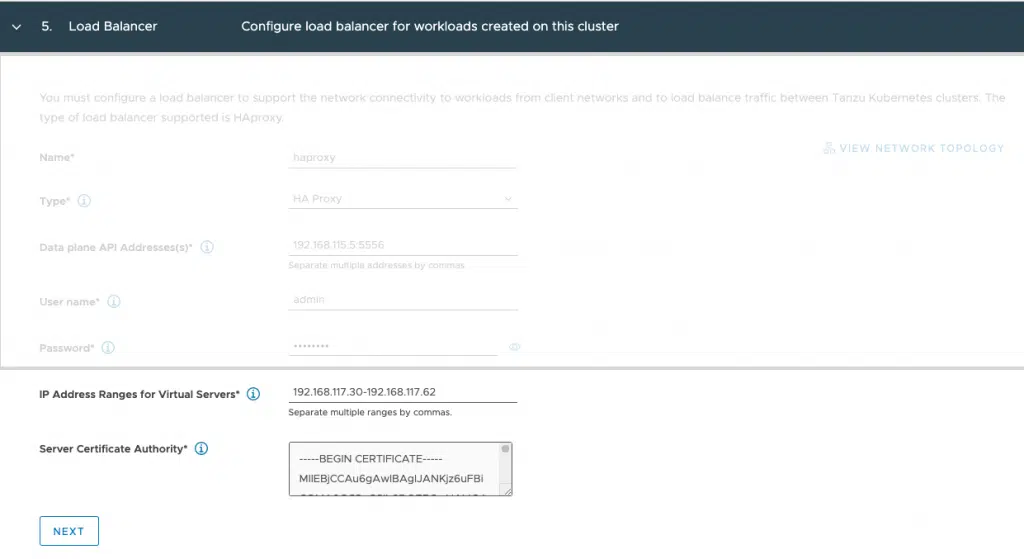 5. Load Balancer Configure load balancer for workloads created on this cluster
You must configure a load balancer to support the network connectivity to workloads from client networks and to load balance traffic between Tanzu Kubernetes clusters. The
type of load balancer supported is HAproxy.
VIEW NETWORK TOPOLOGY
Name* haproxy
Type* HA Proxy
Data plane API Addresses(s)* 192.168.115.5:5556
Separate multiple addresses by commas
User name* admin
Password* ••••••••
IP Address Ranges for Virtual Servers* 192.168.117.30-192.168.117.62
Separate multiple ranges by commas.
Server Certificate Authority* -----BEGIN CERTIFICATE-----
MIIEBjCCAu6gAwIBAgIJANKjz6uFBi
NEXT